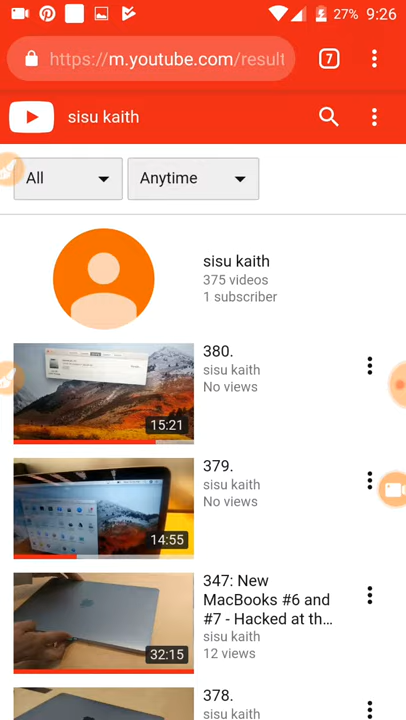 27% 9:26
https://m.youtube.com/result
7
sisu kaith
All
Anytime
sisu kaith
375 videos
1 subscriber
380.
sisu kaith
No views
15:21
379.
sisu kaith
No views
14:55
347: New
MacBooks #6 and
#7 - Hacked at th...
sisu kaith
12 views
32:15
378.
sisu kaith